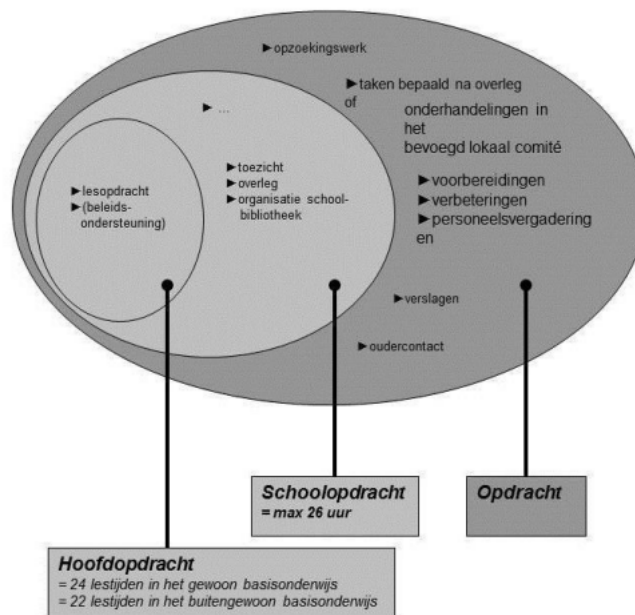 ►opzoekingswerk
►taken bepaald na overleg
of
onderhandelingen in
het
bevoegd lokaal comité
►...
►toezicht
►overleg
►organisatie school-
bibliotheek
►lesopdracht
►(beleids-
ondersteuning)
►voorbereidingen
►verbeteringen
►personeelsvergadering
en
►verslagen
►oudercontact
Schoolopdracht
= max 26 uur
Opdracht
Hoofdopdracht
= 24 lestijden in het gewoon basisonderwijs
= 22 lestijden in het buitengewoon basisonderwijs